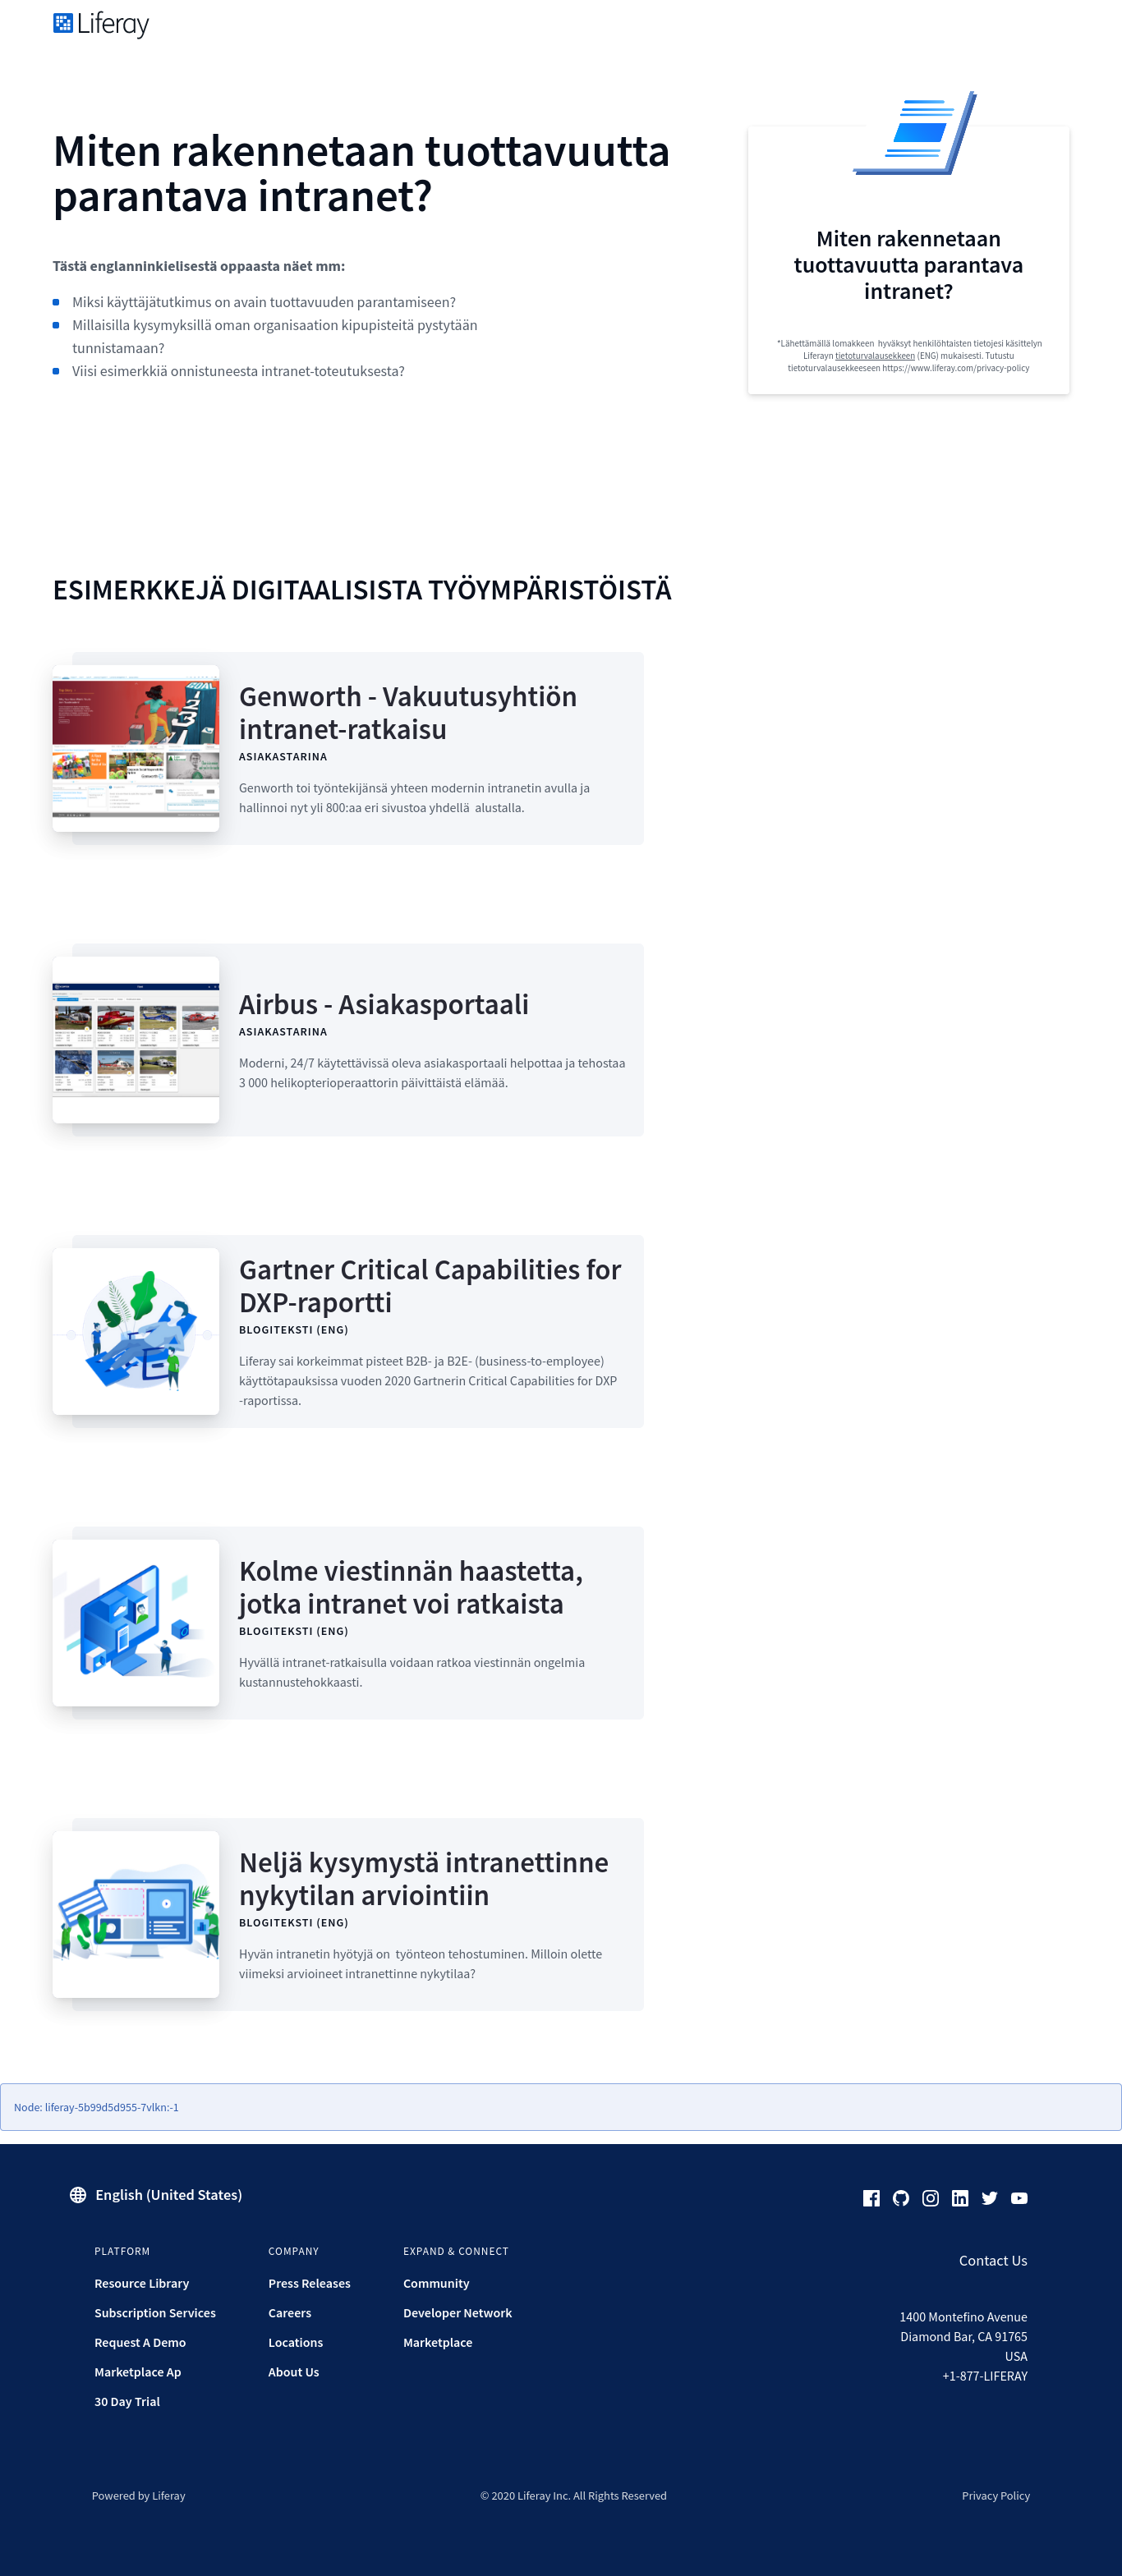 Liferay
Miten rakennetaan tuottavuutta
parantava intranet?
Tästä englanninkielisestä oppaasta näet mm:
Miksi käyttäjätutkimus on avain tuottavuuden parantamiseen?
Millaisilla kysymyksillä oman organisaation kipupisteitä pystytään
tunnistamaan?
Viisi esimerkkiä onnistuneesta intranet-toteutuksesta?
Miten rakennetaan
tuottavuutta parantava
intranet?
*Lähettämällä lomakkeen  hyväksyt henkilöhtaisten tietojesi käsittelyn
Liferayn tietoturvalausekkeen (ENG) mukaisesti. Tutustu
tietoturvalausekkeeseen https://www.liferay.com/privacy-policy
ESIMERKKEJÄ DIGITAALISISTA TYÖYMPÄRISTÖISTÄ
Genworth - Vakuutusyhtiön
intranet-ratkaisu
ASIAKASTARINA
Genworth toi työntekijänsä yhteen modernin intranetin avulla ja
hallinnoi nyt yli 800:aa eri sivustoa yhdellä  alustalla.
Airbus - Asiakasportaali
ASIAKASTARINA
Moderni, 24/7 käytettävissä oleva asiakasportaali helpottaa ja tehostaa
3 000 helikopterioperaattorin päivittäistä elämää.
Gartner Critical Capabilities for
DXP-raportti
BLOGITEKSTI (ENG)
Liferay sai korkeimmat pisteet B2B- ja B2E- (business-to-employee)
käyttötapauksissa vuoden 2020 Gartnerin Critical Capabilities for DXP
-raportissa.
Kolme viestinnän haastetta,
jotka intranet voi ratkaista
BLOGITEKSTI (ENG)
Hyvällä intranet-ratkaisulla voidaan ratkoa viestinnän ongelmia
kustannustehokkaasti.
Neljä kysymystä intranettinne
nykytilan arviointiin
BLOGITEKSTI (ENG)
Hyvän intranetin hyötyjä on  työnteon tehostuminen. Milloin olette
viimeksi arvioineet intranettinne nykytilaa?
Node: liferay-5b99d5d955-7vlkn:-1
English (United States)
PLATFORM
Resource Library
Subscription Services
Request A Demo
Marketplace Ap
30 Day Trial
COMPANY
Press Releases
Careers
Locations
About Us
EXPAND & CONNECT
Community
Developer Network
Marketplace
Contact Us
1400 Montefino Avenue
Diamond Bar, CA 91765
USA
+1-877-LIFERAY
Powered by Liferay
© 2020 Liferay Inc. All Rights Reserved
Privacy Policy